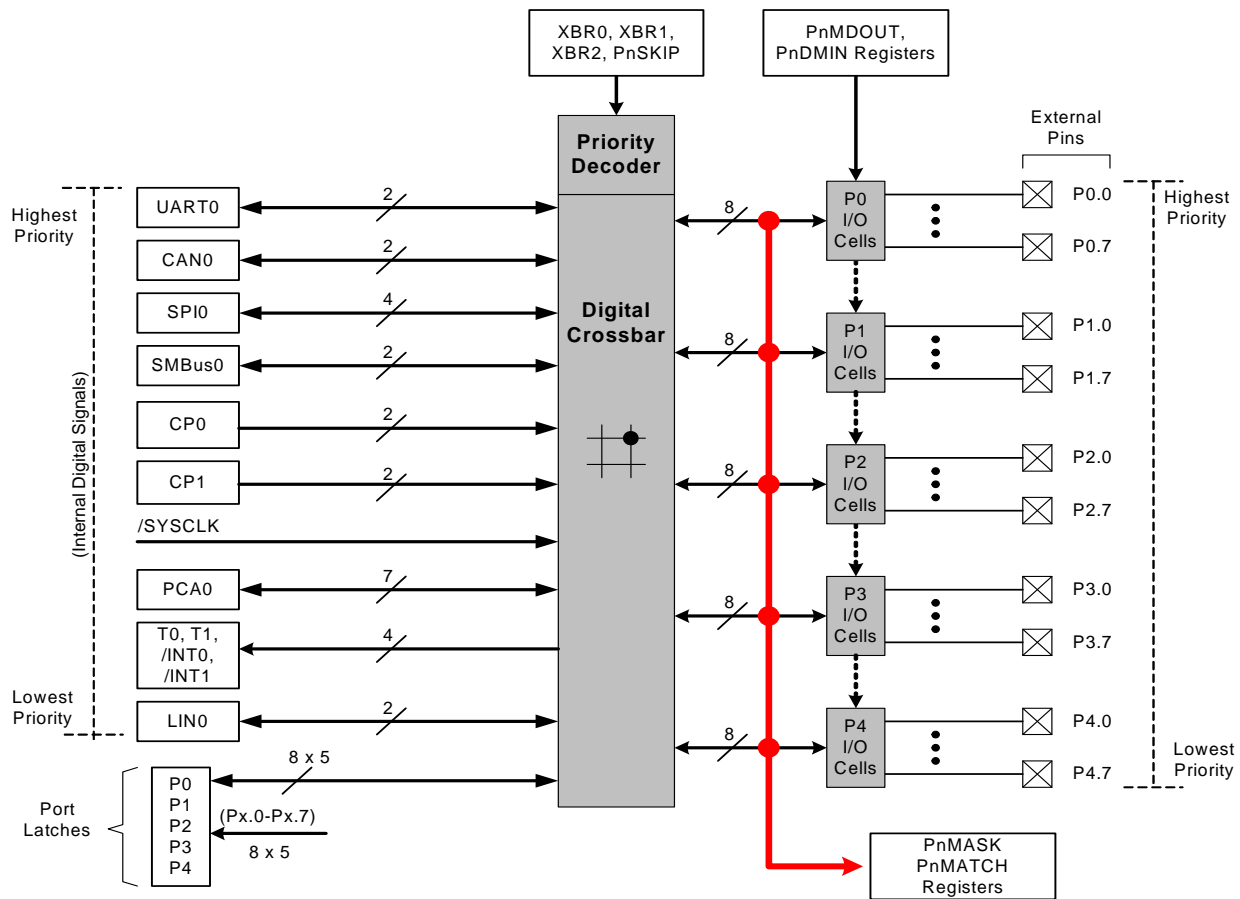 XBR0, XBR1,
XBR2, PnSKIP
PnMDOUT,
PnDMIN Registers
External
Pins
Priority
Decoder
Highest
Priority
(Internal Digital Signals)
Lowest
Priority
UART0
2
CAN0
2
SPI0
4
SMBus0
2
CP0
2
CP1
2
/SYSCLK
PCA0
7
T0, T1,
/INT0,
/INT1
4
LIN0
2
Port
Latches
P0
P1
P2
P3
P4
8 x 5
(Px.0-Px.7)
8 x 5
Digital
Crossbar
8
P0
I/O
Cells
P0.0
P0.7
8
P1
I/O
Cells
P1.0
P1.7
8
P2
I/O
Cells
P2.0
P2.7
8
P3
I/O
Cells
P3.0
P3.7
8
P4
I/O
Cells
P4.0
P4.7
Highest
Priority
Lowest
Priority
PnMASK
PnMATCH
Registers